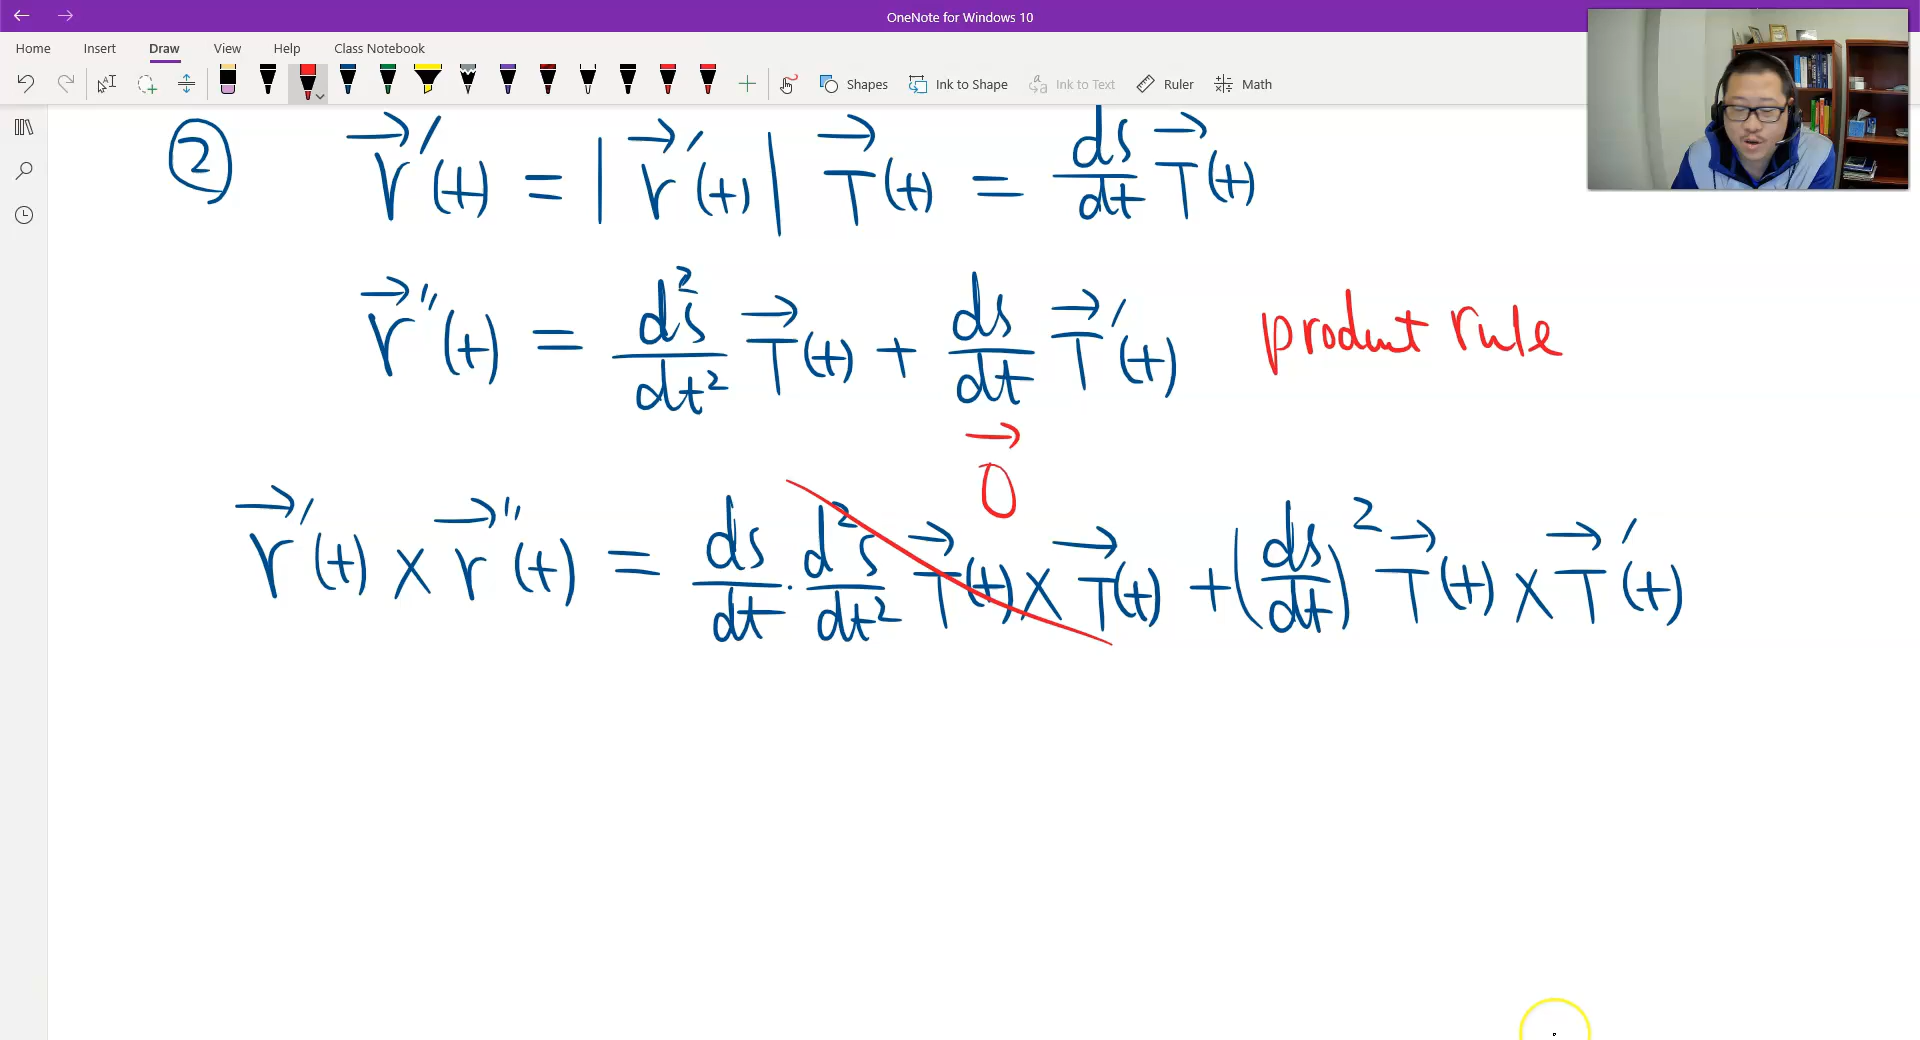 OneNote for Windows 10
Home Insert Draw View Help Class Notebook
Shapes Ink to Shape Ink to Text Ruler Math
② r⃗′(t) = |r⃗′(t)| T⃗(t) = ds/dt T⃗(t)
r⃗″(t) = d²s/dt² T⃗(t) + ds/dt T⃗′(t) product rule
0⃗
r⃗′(t) × r⃗″(t) = ds/dt · d²s/dt² T⃗(t) × T⃗(t) + (ds/dt)² T⃗(t) × T⃗′(t)